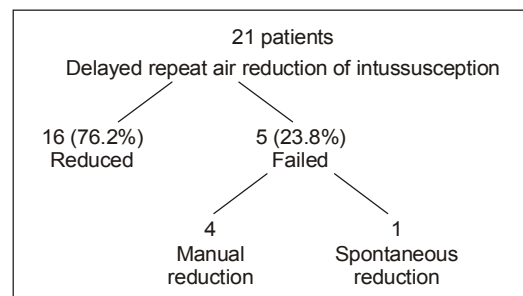 21 patients
Delayed repeat air reduction of intussusception
16 (76.2%)
Reduced
5 (23.8%)
Failed
4
Manual
reduction
1
Spontaneous
reduction